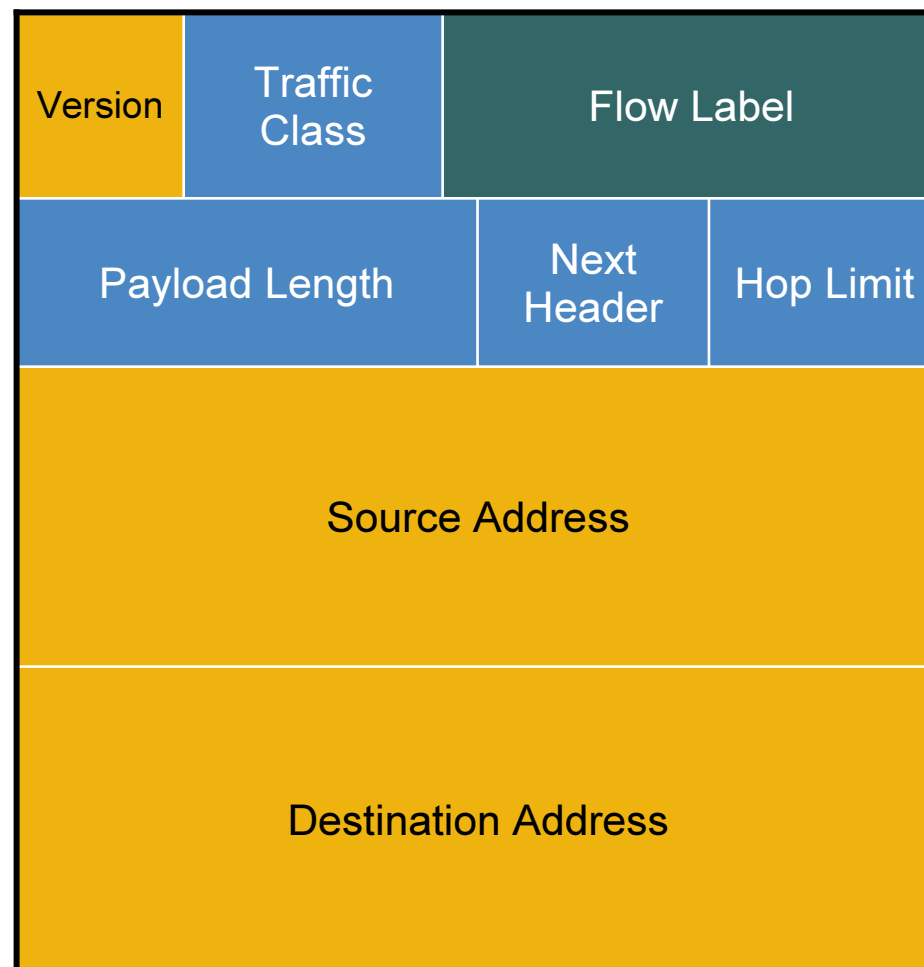 Version
Traffic
Class
Flow Label
Payload Length
Next
Header
Hop Limit
Source Address
Destination Address